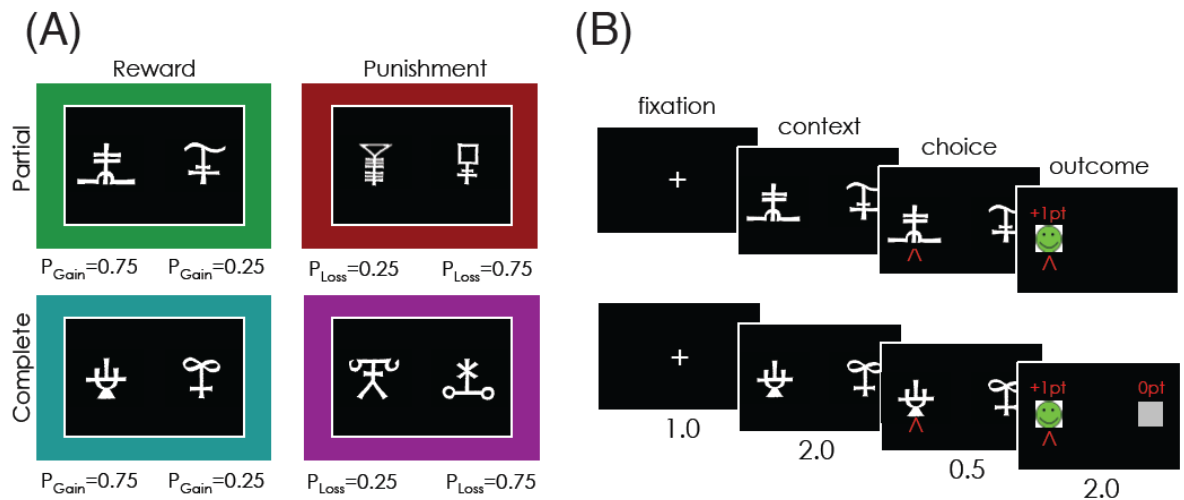 (A)
Reward Punishment
Partial
P_Gain=0.75 P_Gain=0.25 P_Loss=0.25 P_Loss=0.75
Complete
P_Gain=0.75 P_Gain=0.25 P_Loss=0.25 P_Loss=0.75
(B)
fixation
context
choice
outcome
+
+1pt
+
+1pt 0pt
1.0
2.0
0.5
2.0